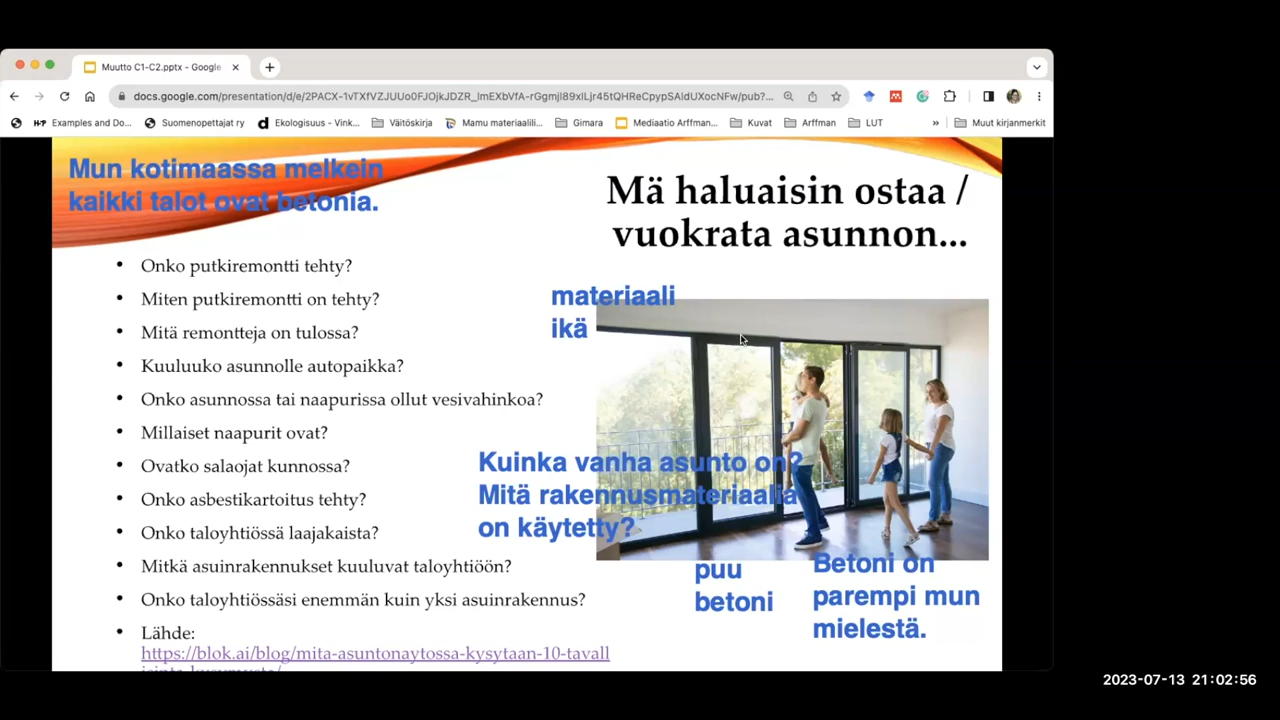 Muutto C1-C2.pptx - Google
docs.google.com/presentation/d/e/2PACX-1vTXfVZJUUo0FJOjkJDZR_lmEXbVfA-rGgmjI89xILjr45tQHReCpypSAldUXocNFw/pub?...
Examples and Do...
Suomenopettajat ry
Ekologisuus - Vink...
Väitöskirja
Mamu materiaalili...
Gimara
Mediaatio Arffman...
Kuvat
Arffman
LUT
»
Muut kirjanmerkit
Mun kotimaassa melkein
kaikki talot ovat betonia.
Mä haluaisin ostaa /
vuokrata asunnon...
• Onko putkiremontti tehty?
• Miten putkiremontti on tehty?
• Mitä remontteja on tulossa?
• Kuuluuko asunnolle autopaikka?
• Onko asunnossa tai naapurissa ollut vesivahinkoa?
• Millaiset naapurit ovat?
• Ovatko salaojat kunnossa?
• Onko asbestikartoitus tehty?
• Onko taloyhtiössä laajakaista?
• Mitkä asuinrakennukset kuuluvat taloyhtiöön?
• Onko taloyhtiössäsi enemmän kuin yksi asuinrakennus?
• Lähde:
https://blok.ai/blog/mita-asuntonaytossa-kysytaan-10-tavall
materiaali
ikä
Kuinka vanha asunto on?
Mitä rakennusmateriaalia
on käytetty?
puu
betoni
Betoni on
parempi mun
mielestä.
2023-07-13 21:02:56